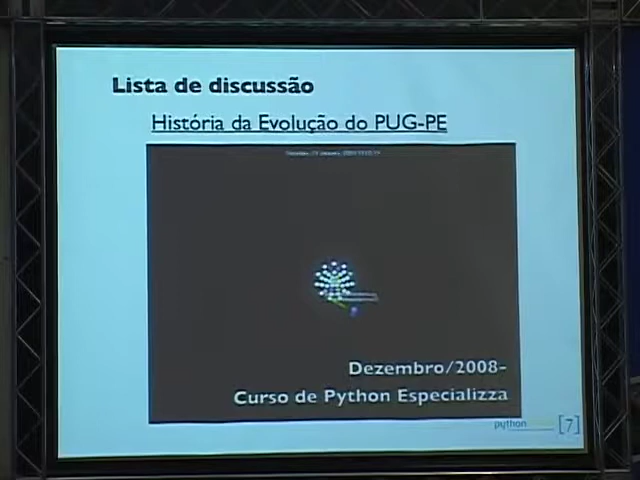 Lista de discussão
História da Evolução do PUG-PE
Dezembro/2008-
Curso de Python Especializza
python
[7]